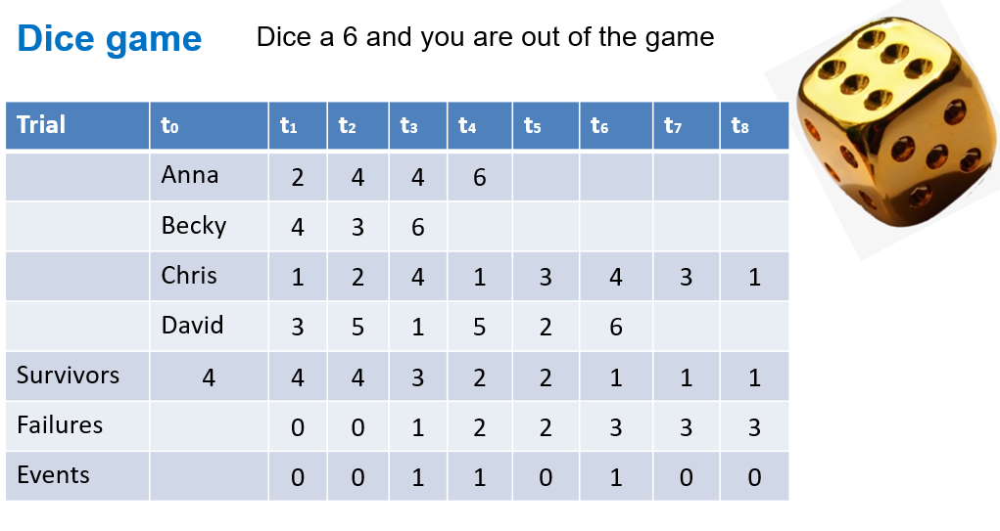 Dice game
Dice a 6 and you are out of the game
Trial t₀ t₁ t₂ t₃ t₄ t₅ t₆ t₇ t₈
Anna 2 4 4 6
Becky 4 3 6
Chris 1 2 4 1 3 4 3 1
David 3 5 1 5 2 6
Survivors 4 4 4 3 2 2 1 1 1
Failures 0 0 1 2 2 3 3 3
Events 0 0 1 1 0 1 0 0